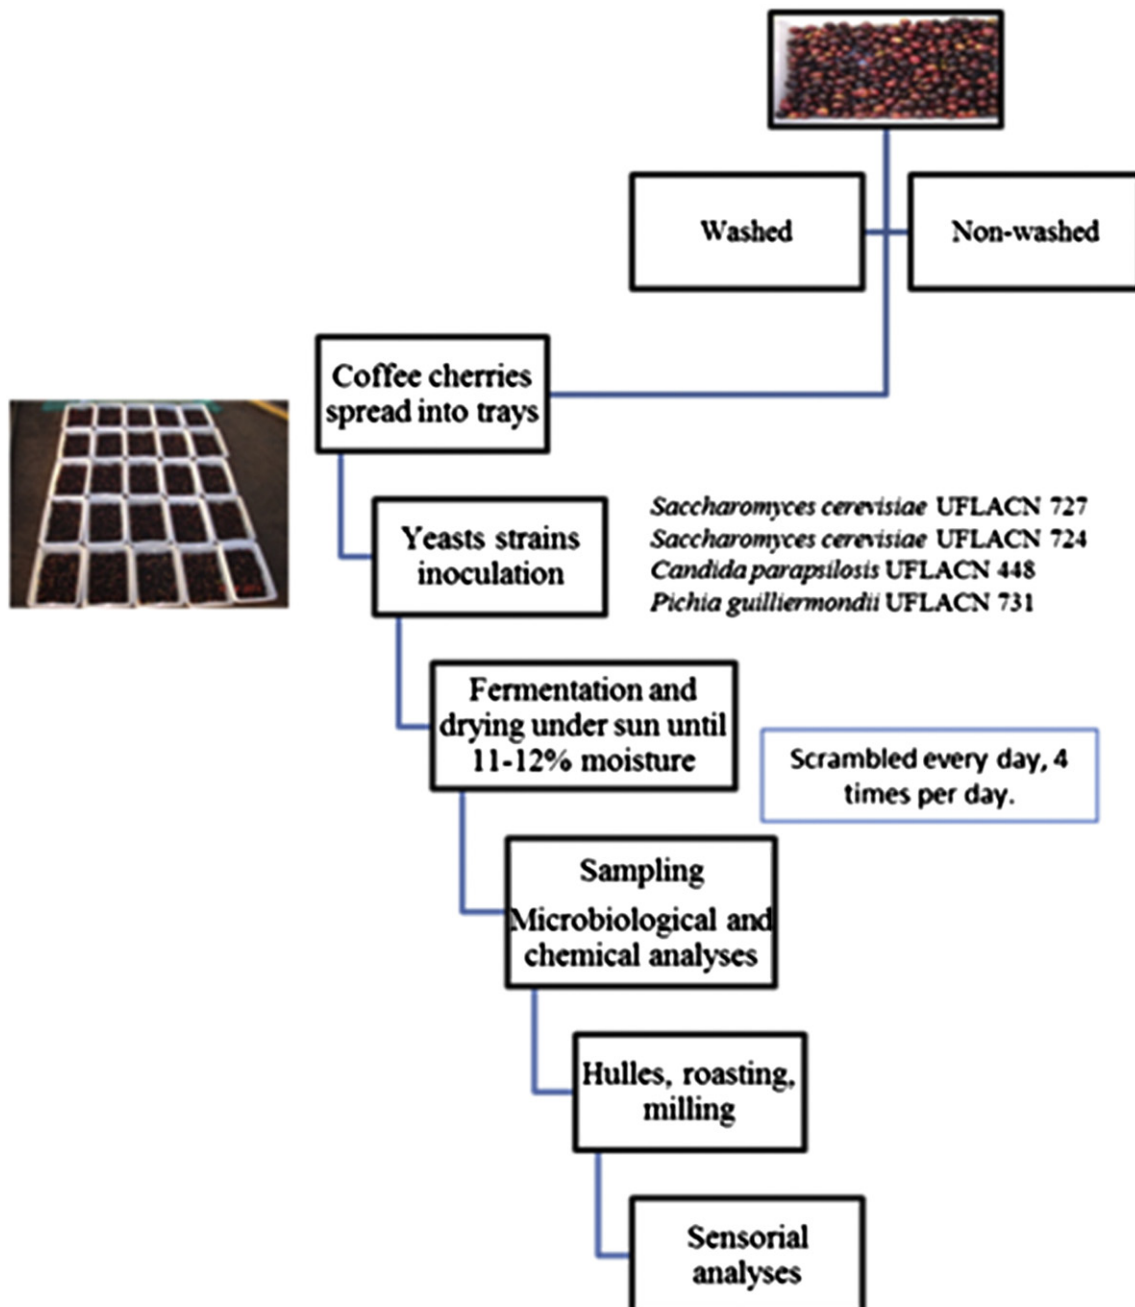 Washed
Non-washed
Coffee cherries
spread into trays
Yeasts strains
inoculation
Saccharomyces cerevisiae UFLACN 727
Saccharomyces cerevisiae UFLACN 724
Candida parapsilosis UFLACN 448
Pichia guilliermondii UFLACN 731
Fermentation and
drying under sun until
11-12% moisture
Scrambled every day, 4
times per day.
Sampling
Microbiological and
chemical analyses
Hulles, roasting,
milling
Sensorial
analyses